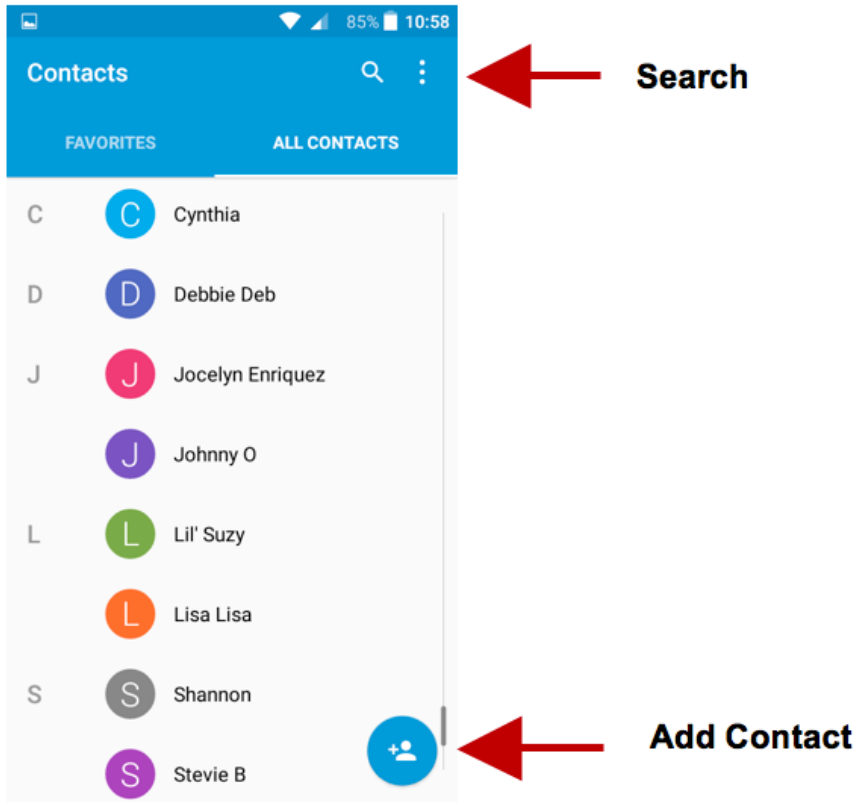 85% 10:58
Contacts
Search
FAVORITES ALL CONTACTS
C C Cynthia
D D Debbie Deb
J J Jocelyn Enriquez
J Johnny O
L L Lil' Suzy
L Lisa Lisa
S S Shannon
Add Contact
S Stevie B